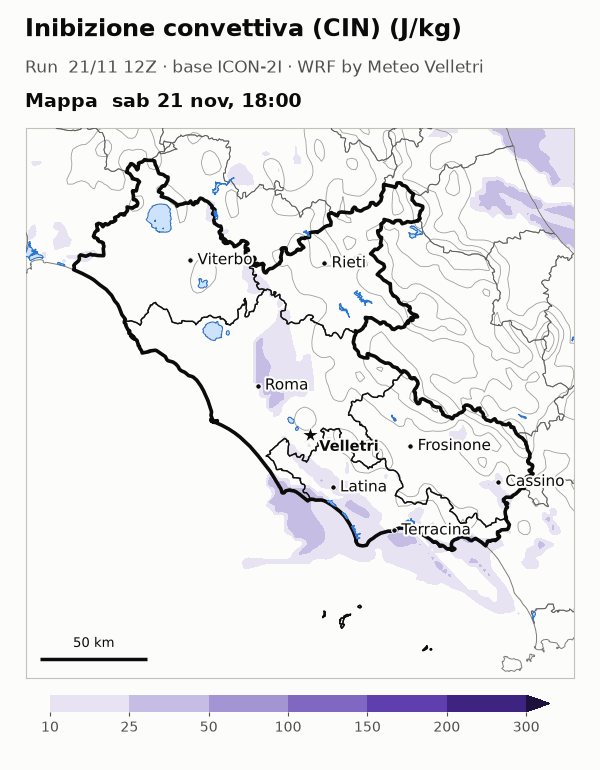 Inibizione convettiva (CIN) (J/kg)
Run  21/11 12Z · base ICON-2I · WRF by Meteo Velletri
Mappa  sab 21 nov, 18:00
Viterbo
Rieti
Roma
Velletri
Frosinone
Cassino
Latina
Terracina
50 km
10 25 50 100 150 200 300